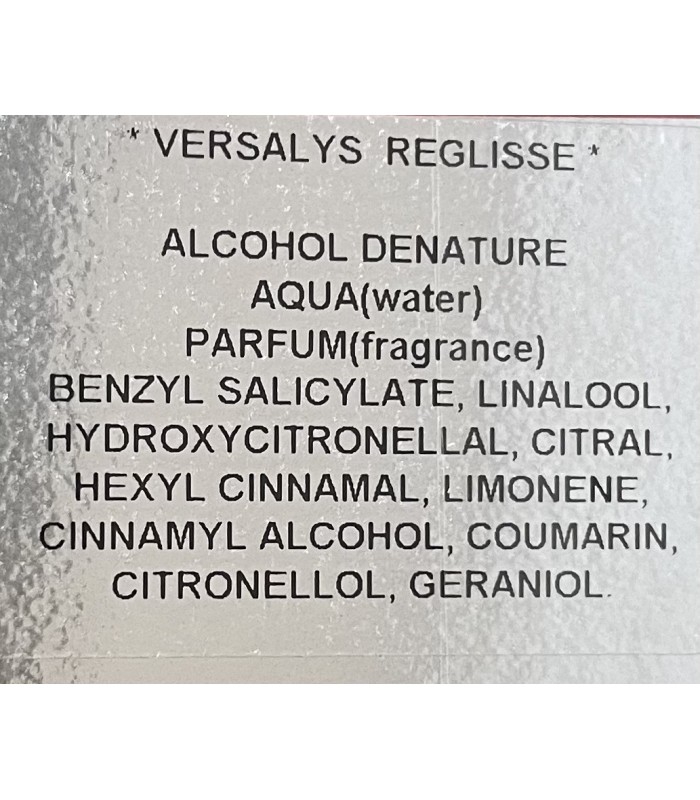 * VERSALYS REGLISSE *
ALCOHOL DENATURE
AQUA(water)
PARFUM(fragrance)
BENZYL SALICYLATE, LINALOOL,
HYDROXYCITRONELLAL, CITRAL,
HEXYL CINNAMAL, LIMONENE,
CINNAMYL ALCOHOL, COUMARIN,
CITRONELLOL, GERANIOL.